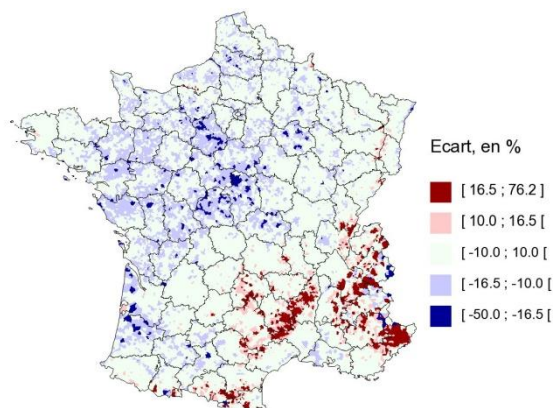 Ecart, en %
[ 16.5 ; 76.2 ]
[ 10.0 ; 16.5 [
[ -10.0 ; 10.0 [
[ -16.5 ; -10.0 [
[ -50.0 ; -16.5 [